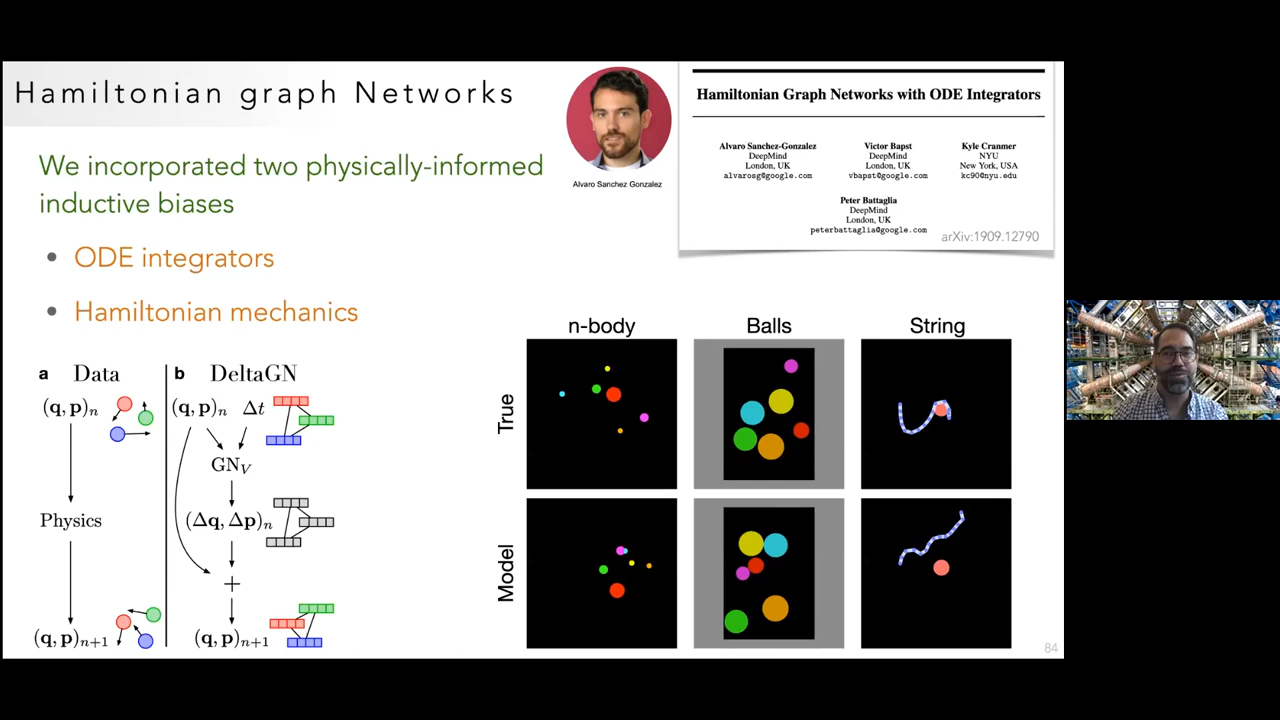 Hamiltonian graph Networks
We incorporated two physically-informed
inductive biases
• ODE integrators
• Hamiltonian mechanics
Alvaro Sanchez Gonzalez
Hamiltonian Graph Networks with ODE Integrators
Alvaro Sanchez-Gonzalez
DeepMind
London, UK
alvarosg@google.com
Victor Bapst
DeepMind
London, UK
vbapst@google.com
Kyle Cranmer
NYU
New York, USA
kc90@nyu.edu
Peter Battaglia
DeepMind
London, UK
peterbattaglia@google.com
arXiv:1909.12790
a Data
(q, p)n
Physics
(q, p)n+1
b DeltaGN
(q, p)n Δt
GNV
(Δq, Δp)n
+
(q, p)n+1
n-body Balls String
True
Model
84